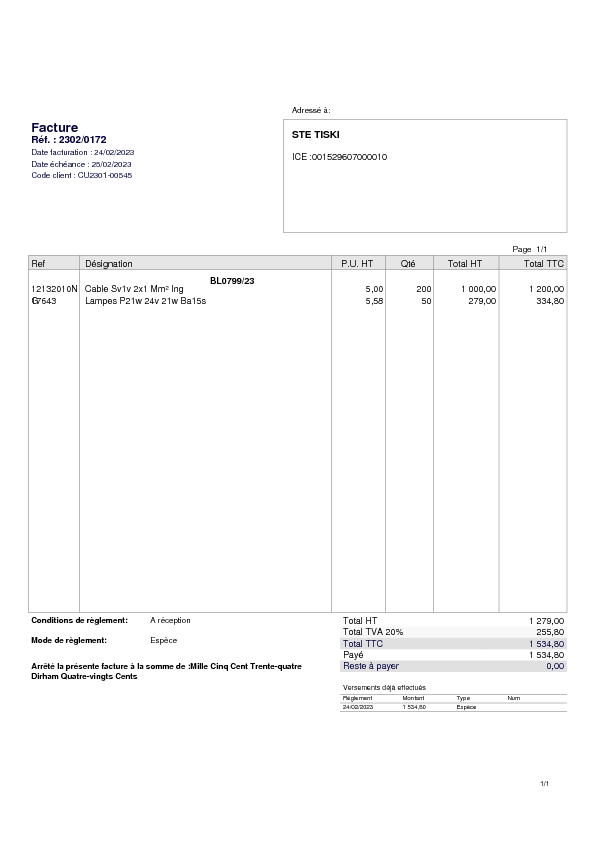 Adressé à:
Facture
Réf. : 2302/0172
Date facturation : 24/02/2023
Date échéance : 25/02/2023
Code client : CU2301-00545
STE TISKI
ICE :001529607000010
Page 1/1
Ref Désignation P.U. HT Qté Total HT Total TTC
BL0799/23
12132010N Cable Sv1v 2x1 Mm² Ing 5,00 200 1 000,00 1 200,00
G7643 Lampes P21w 24v 21w Ba15s 5,58 50 279,00 334,80
Conditions de règlement: A réception
Mode de règlement: Espèce
Arrêté la présente facture à la somme de :Mille Cinq Cent Trente-quatre
Dirham Quatre-vingts Cents
Total HT 1 279,00
Total TVA 20% 255,80
Total TTC 1 534,80
Payé 1 534,80
Reste à payer 0,00
Versements déjà effectués
Règlement Montant Type Num
24/02/2023 1 534,80 Espèce
1/1